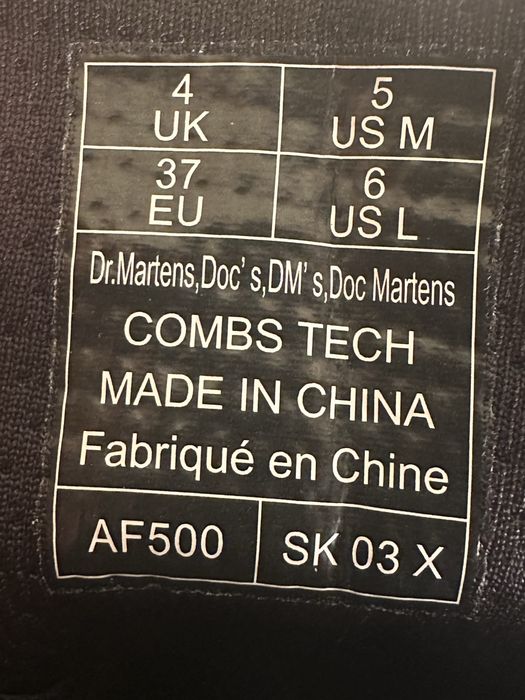 4
UK
5
US M
37
EU
6
US L
Dr.Martens,Doc's,DM's,Doc Martens
COMBS TECH
MADE IN CHINA
Fabriqué en Chine
AF500
SK 03 X